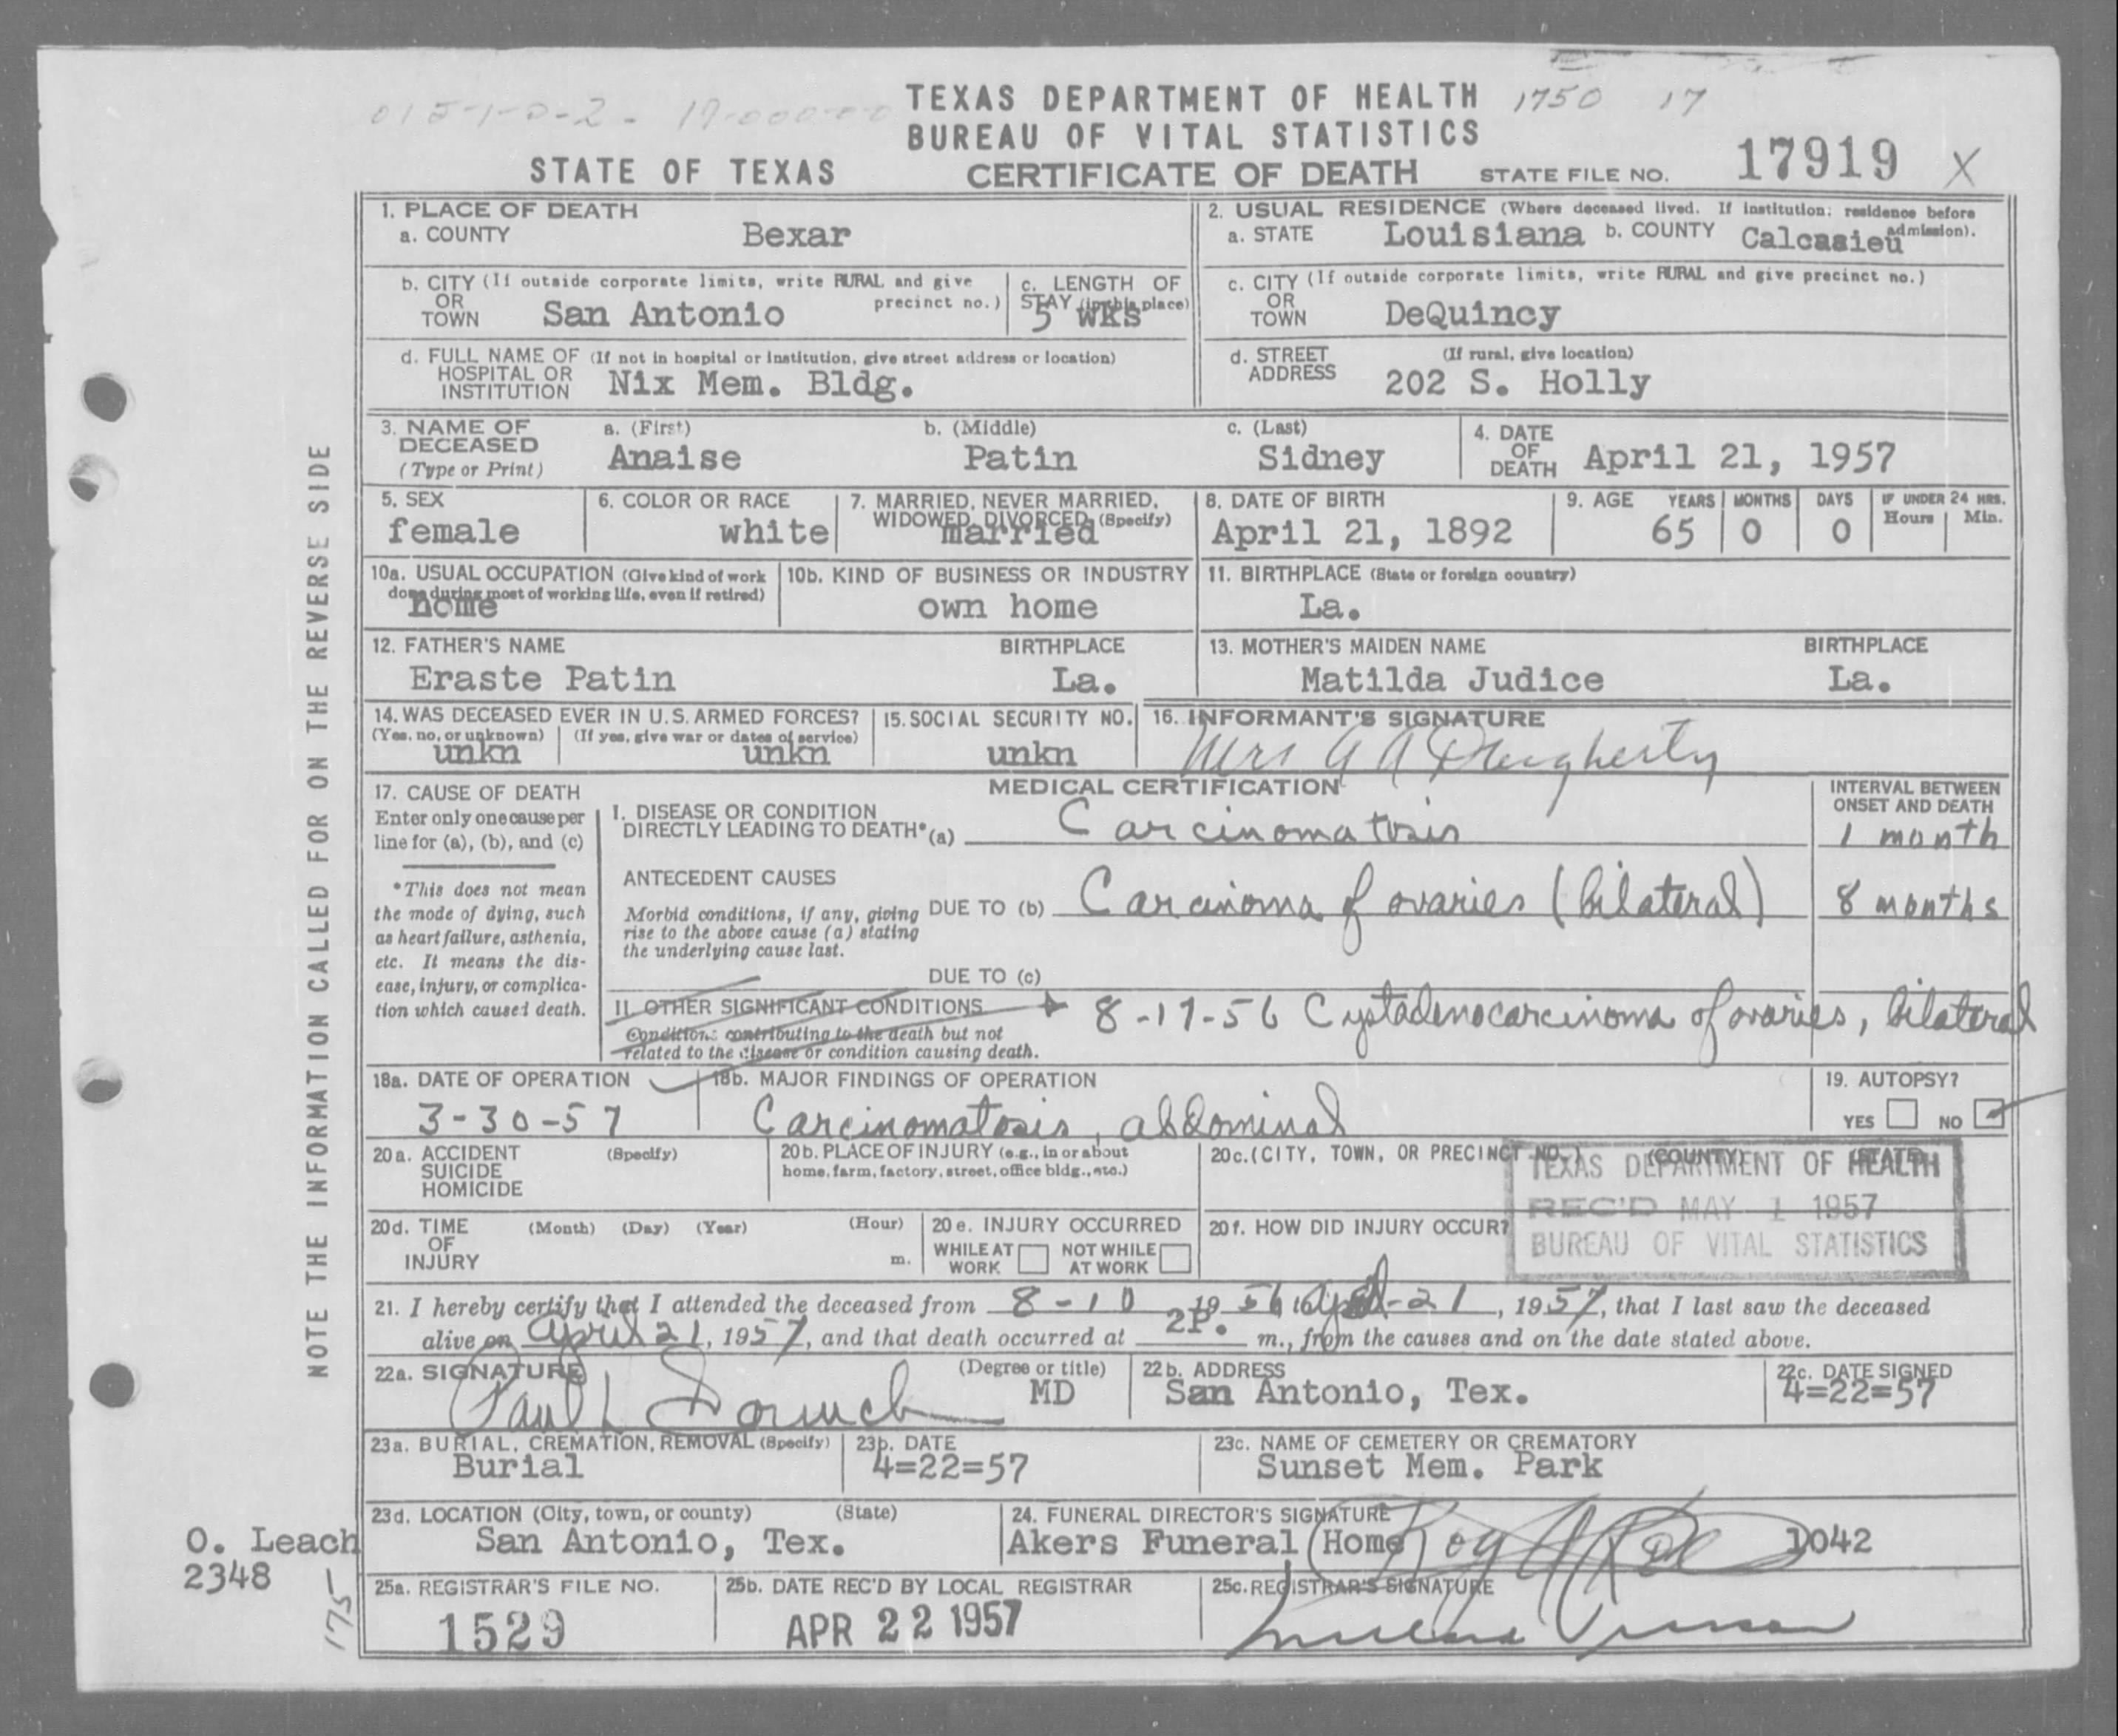 015-1-0-2- 17-00000
TEXAS DEPARTMENT OF HEALTH 1750 17
BUREAU OF VITAL STATISTICS
STATE OF TEXAS CERTIFICATE OF DEATH STATE FILE NO. 17919 X
1. PLACE OF DEATH
a. COUNTY Bexar
2. USUAL RESIDENCE (Where deceased lived. If institution: residence before admission).
a. STATE Louisiana b. COUNTY Calcasieu
b. CITY (If outside corporate limits, write RURAL and give precinct no.)
OR
TOWN San Antonio
c. LENGTH OF
STAY (in this place)
5 wks
c. CITY (If outside corporate limits, write RURAL and give precinct no.)
OR
TOWN DeQuincy
d. FULL NAME OF (If not in hospital or institution, give street address or location)
HOSPITAL OR
INSTITUTION Nix Mem. Bldg.
d. STREET (If rural, give location)
ADDRESS 202 S. Holly
3. NAME OF DECEASED (Type or Print)
a. (First) b. (Middle) c. (Last)
Anaise Patin Sidney
4. DATE OF DEATH April 21, 1957
5. SEX
female
6. COLOR OR RACE
white
7. MARRIED, NEVER MARRIED,
WIDOWED, DIVORCED (Specify)
married
8. DATE OF BIRTH
April 21, 1892
9. AGE YEARS MONTHS DAYS IF UNDER 24 HRS.
Hours Min.
65 0 0
10a. USUAL OCCUPATION (Give kind of work
done during most of working life, even if retired)
home
10b. KIND OF BUSINESS OR INDUSTRY
own home
11. BIRTHPLACE (State or foreign country)
La.
12. FATHER'S NAME BIRTHPLACE
Eraste Patin La.
13. MOTHER'S MAIDEN NAME BIRTHPLACE
Matilda Judice La.
14. WAS DECEASED EVER IN U.S. ARMED FORCES?
(Yes, no, or unknown) (If yes, give war or dates of service)
unkn unkn
15. SOCIAL SECURITY NO.
unkn
16. INFORMANT'S SIGNATURE
Mrs A A Daugherty
MEDICAL CERTIFICATION
17. CAUSE OF DEATH
Enter only one cause per
line for (a), (b), and (c)
*This does not mean
the mode of dying, such
as heart failure, asthenia,
etc. It means the dis-
ease, injury, or complica-
tion which caused death.
I. DISEASE OR CONDITION
DIRECTLY LEADING TO DEATH* (a) Carcinomatosis
INTERVAL BETWEEN
ONSET AND DEATH
1 month
ANTECEDENT CAUSES
Morbid conditions, if any, giving
rise to the above cause (a) stating
the underlying cause last.
DUE TO (b) Carcinoma of ovaries (bilateral) 8 months
DUE TO (c)
II. OTHER SIGNIFICANT CONDITIONS
Conditions contributing to the death but not
related to the disease or condition causing death.
8-17-56 Cystadenocarcinoma of ovaries, bilateral
18a. DATE OF OPERATION
3-30-57
18b. MAJOR FINDINGS OF OPERATION
Carcinomatosis, abdominal
19. AUTOPSY?
YES NO
20a. ACCIDENT (Specify)
SUICIDE
HOMICIDE
20b. PLACE OF INJURY (e.g., in or about
home, farm, factory, street, office bldg., etc.)
20c. (CITY, TOWN, OR PRECINCT NO.) (COUNTY) (STATE)
TEXAS DEPARTMENT OF HEALTH
REC'D MAY 1 1957
BUREAU OF VITAL STATISTICS
20d. TIME (Month) (Day) (Year) (Hour)
OF
INJURY m.
20e. INJURY OCCURRED
WHILE AT WORK NOT WHILE AT WORK
20f. HOW DID INJURY OCCUR?
21. I hereby certify that I attended the deceased from 8-10, 1956 to April-21, 1957, that I last saw the deceased
alive on April 21, 1957, and that death occurred at 2P. m., from the causes and on the date stated above.
22a. SIGNATURE (Degree or title)
Paul L MD
22b. ADDRESS
San Antonio, Tex.
22c. DATE SIGNED
4=22=57
23a. BURIAL, CREMATION, REMOVAL (Specify)
Burial
23b. DATE
4=22=57
23c. NAME OF CEMETERY OR CREMATORY
Sunset Mem. Park
23d. LOCATION (City, town, or county) (State)
San Antonio, Tex.
24. FUNERAL DIRECTOR'S SIGNATURE
Akers Funeral Home 1042
25a. REGISTRAR'S FILE NO.
1529
25b. DATE REC'D BY LOCAL REGISTRAR
APR 22 1957
25c. REGISTRAR'S SIGNATURE
O. Leach
2348
175
NOTE THE INFORMATION CALLED FOR ON THE REVERSE SIDE